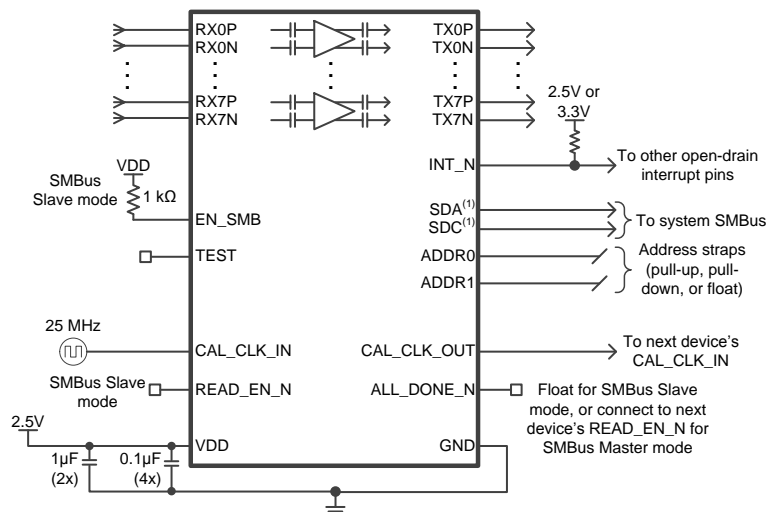 RX0P
TX0P
RX0N
TX0N
RX7P
TX7P
RX7N
TX7N
2.5V or
3.3V
INT_N
To other open-drain
interrupt pins
VDD
SMBus
Slave mode
1 kΩ
EN_SMB
SDA(1)
SDC(1)
To system SMBus
TEST
ADDR0
ADDR1
Address straps
(pull-up, pull-
down, or float)
25 MHz
CAL_CLK_IN
CAL_CLK_OUT
To next device's
CAL_CLK_IN
SMBus Slave
mode
READ_EN_N
ALL_DONE_N
Float for SMBus Slave
mode, or connect to next
device's READ_EN_N for
SMBus Master mode
2.5V
VDD
GND
1µF
(2x)
0.1µF
(4x)